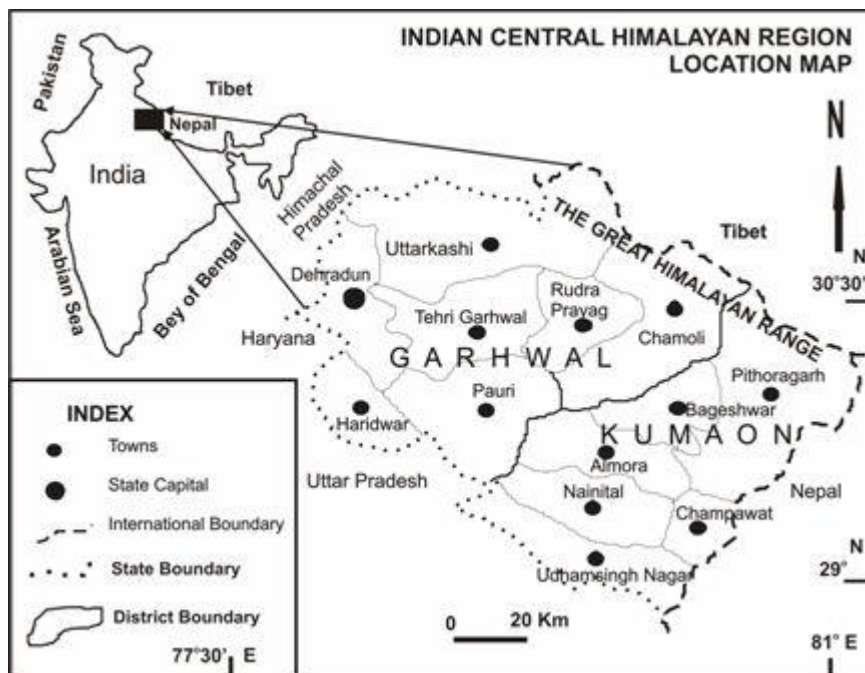 INDIAN CENTRAL HIMALAYAN REGION
LOCATION MAP
Pakistan
Tibet
Nepal
India
Arabian Sea
Bey of Bengal
Himachal
Pradesh
N
THE GREAT HIMALAYAN RANGE
Tibet
N
30°30'
Uttarkashi
Dehradun
Rudra
Prayag
Tehri Garhwal
Chamoli
Haryana
GARHWAL
Pithoragarh
Pauri
Bageshwar
Haridwar
KUMAON
Almora
Uttar Pradesh
Nainital
Nepal
Champawat
Udhamsingh Nagar
N
29°
0 20 Km
81° E
INDEX
Towns
State Capital
International Boundary
State Boundary
District Boundary
77°30' E